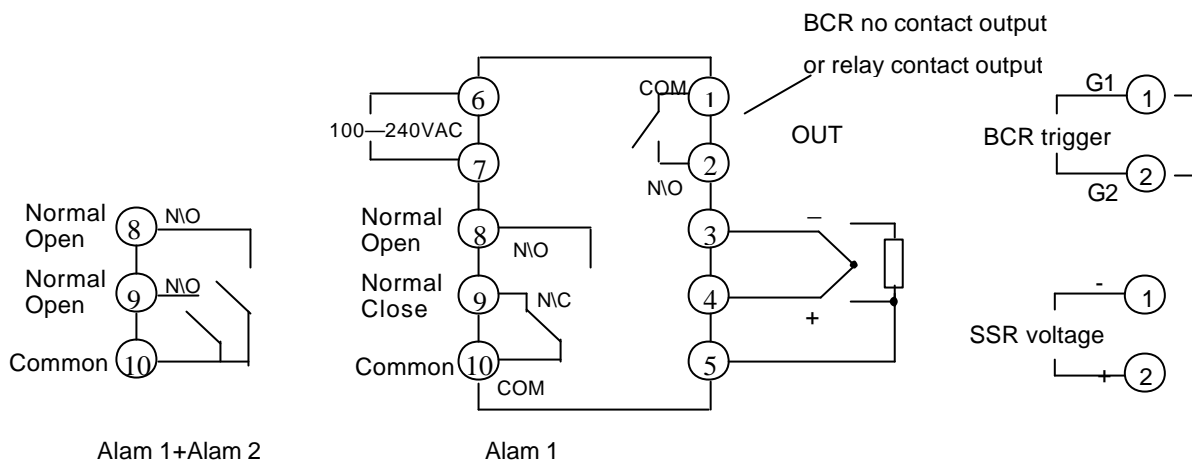 BCR no contact output
or relay contact output
COM
6
1
G1
1
100—240VAC
OUT
BCR trigger
7
2
N\O
G2
2
Normal
Open
8
N\O
Normal
Open
8
N\O
3
–
Normal
Open
9
N\O
Normal
Close
9
N\C
4
+
-
1
SSR voltage
Common
10
Common
10
COM
5
+
2
Alam 1+Alam 2
Alam 1